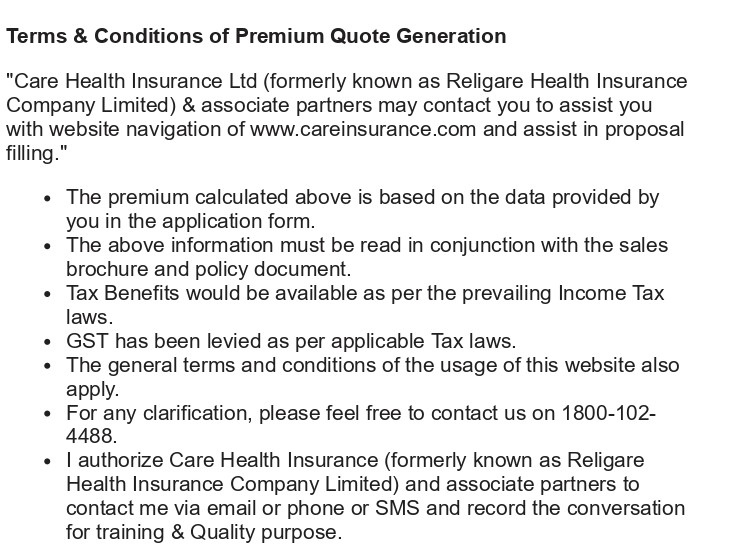 Terms & Conditions of Premium Quote Generation
"Care Health Insurance Ltd (formerly known as Religare Health Insurance
Company Limited) & associate partners may contact you to assist you
with website navigation of www.careinsurance.com and assist in proposal
filling."
• The premium calculated above is based on the data provided by
you in the application form.
• The above information must be read in conjunction with the sales
brochure and policy document.
• Tax Benefits would be available as per the prevailing Income Tax
laws.
• GST has been levied as per applicable Tax laws.
• The general terms and conditions of the usage of this website also
apply.
• For any clarification, please feel free to contact us on 1800-102-
4488.
• I authorize Care Health Insurance (formerly known as Religare
Health Insurance Company Limited) and associate partners to
contact me via email or phone or SMS and record the conversation
for training & Quality purpose.